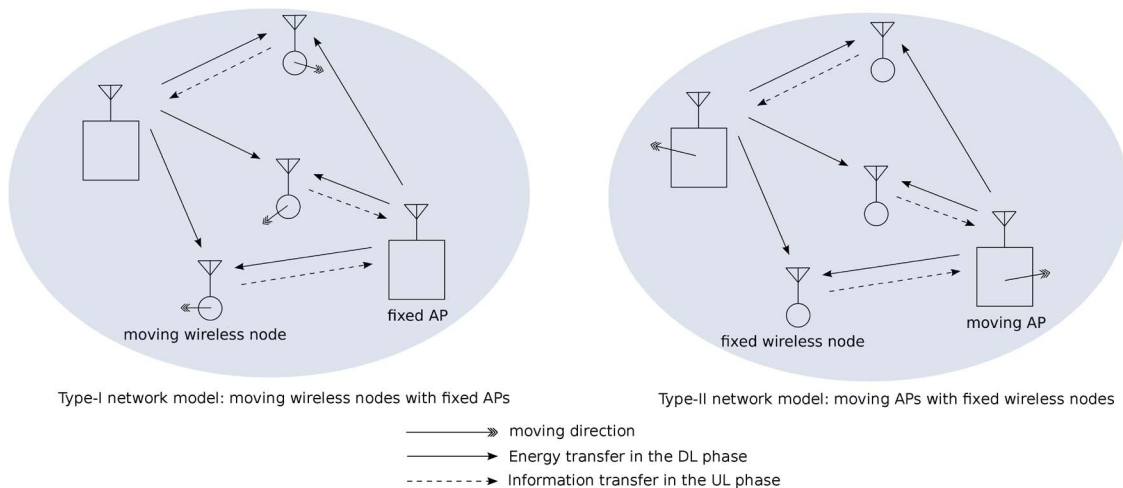 moving wireless node
fixed AP
fixed wireless node
moving AP
Type-I network model: moving wireless nodes with fixed APs
Type-II network model: moving APs with fixed wireless nodes
moving direction
Energy transfer in the DL phase
Information transfer in the UL phase